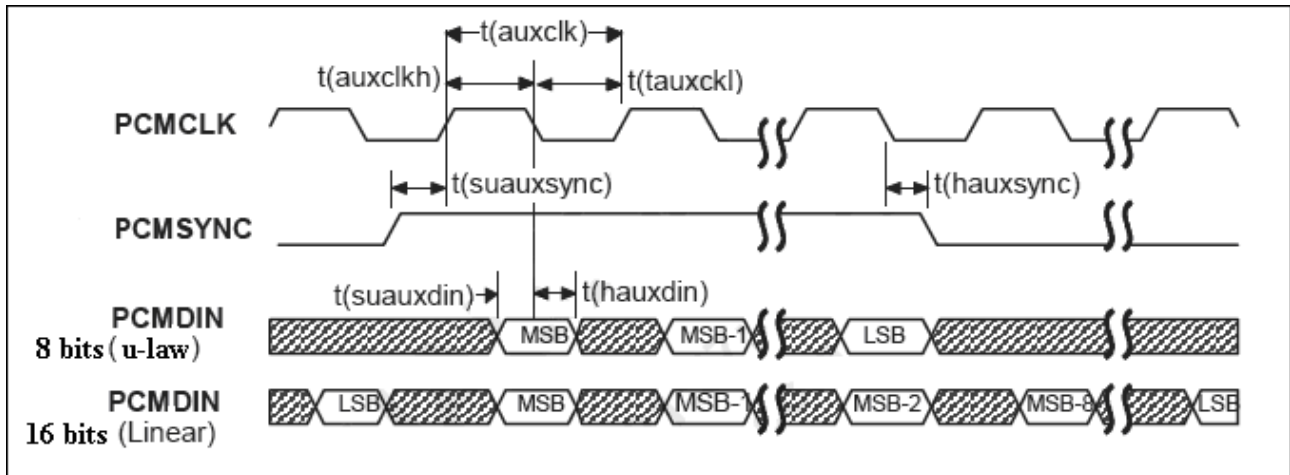 t(auxclk)
t(auxclkh)
t(tauxckl)
PCMCLK
t(suauxsync)
t(hauxsync)
PCMSYNC
t(suauxdin)
t(hauxdin)
PCMDIN
8 bits (u-law)
MSB
MSB-1
LSB
PCMDIN
16 bits (Linear)
LSB
MSB
MSB-1
MSB-2
MSB-8
LSB